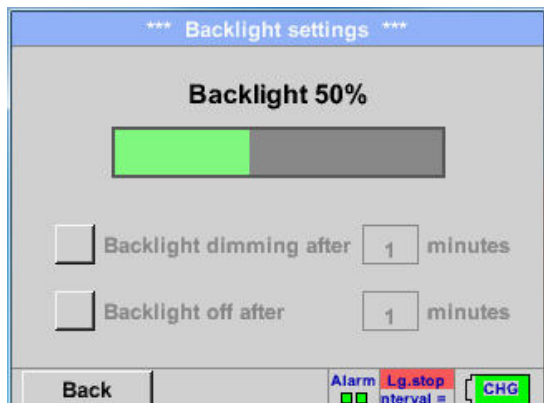 *** Backlight settings ***
Backlight 50%
Backlight dimming after 1 minutes
Backlight off after 1 minutes
Back
Alarm Lg.stop CHG
nterval =